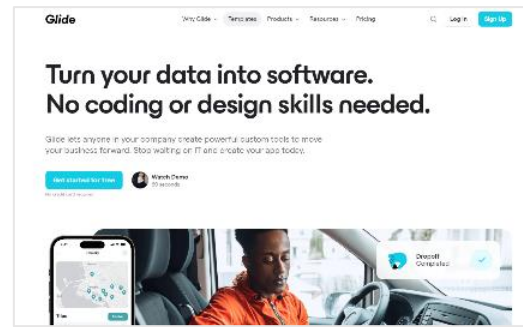 Glide
Why Glide Templates Products Resources Pricing Log In Sign Up
Turn your data into software.
No coding or design skills needed.
Glide lets anyone in your company create powerful custom tools to move
your business forward. Stop waiting on IT and create your app today.
Get started for free
Watch Demo
Dropoff
Completed